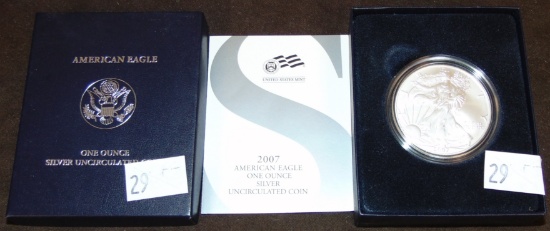 AMERICAN EAGLE
ONE OUNCE
SILVER UNCIRCULATED
29
UNITED STATES MINT
S
2007
AMERICAN EAGLE
ONE OUNCE
SILVER
UNCIRCULATED COIN
29